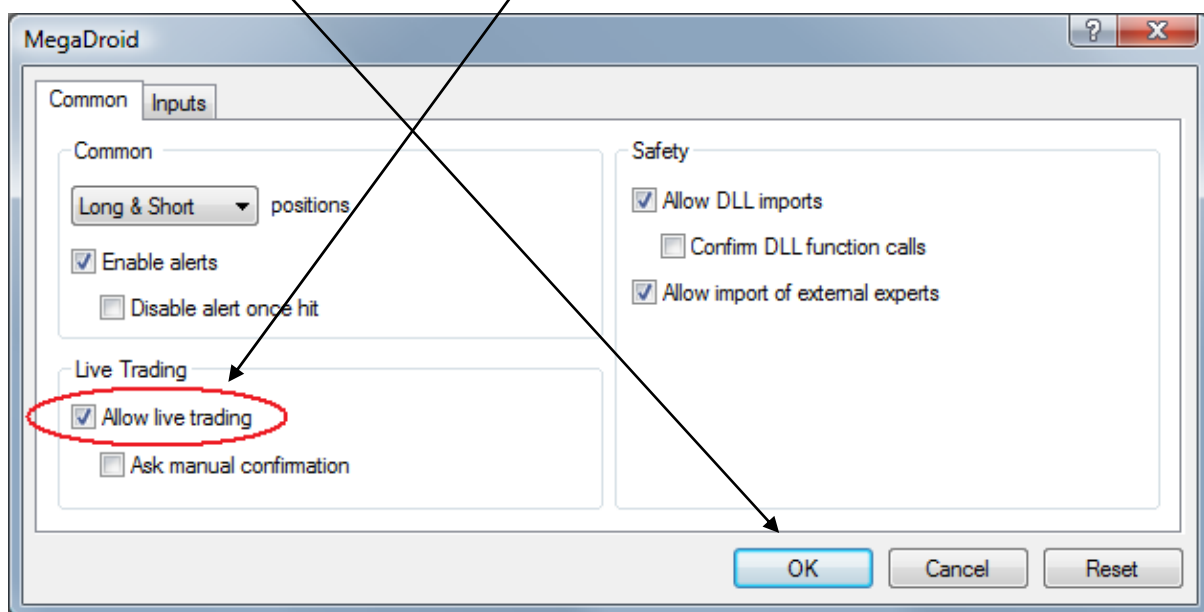 MegaDroid
Common Inputs
Common
Long & Short positions
Enable alerts
Disable alert once hit
Live Trading
Allow live trading
Ask manual confirmation
Safety
Allow DLL imports
Confirm DLL function calls
Allow import of external experts
OK Cancel Reset